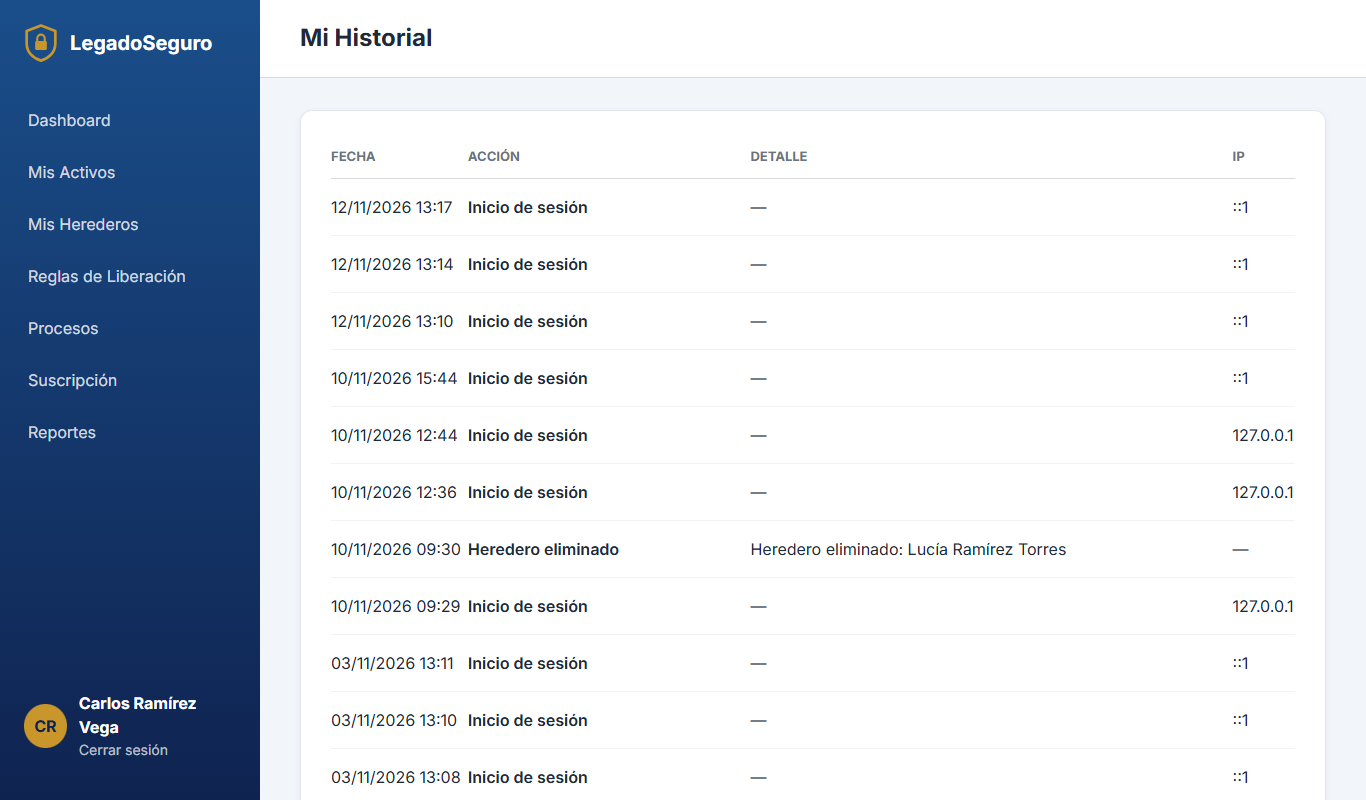 LegadoSeguro
Dashboard
Mis Activos
Mis Herederos
Reglas de Liberación
Procesos
Suscripción
Reportes
CR
Carlos Ramírez
Vega
Cerrar sesión
Mi Historial
FECHA ACCIÓN DETALLE IP
12/11/2026 13:17 Inicio de sesión — ::1
12/11/2026 13:14 Inicio de sesión — ::1
12/11/2026 13:10 Inicio de sesión — ::1
10/11/2026 15:44 Inicio de sesión — ::1
10/11/2026 12:44 Inicio de sesión — 127.0.0.1
10/11/2026 12:36 Inicio de sesión — 127.0.0.1
10/11/2026 09:30 Heredero eliminado Heredero eliminado: Lucía Ramírez Torres —
10/11/2026 09:29 Inicio de sesión — 127.0.0.1
03/11/2026 13:11 Inicio de sesión — ::1
03/11/2026 13:10 Inicio de sesión — ::1
03/11/2026 13:08 Inicio de sesión — ::1